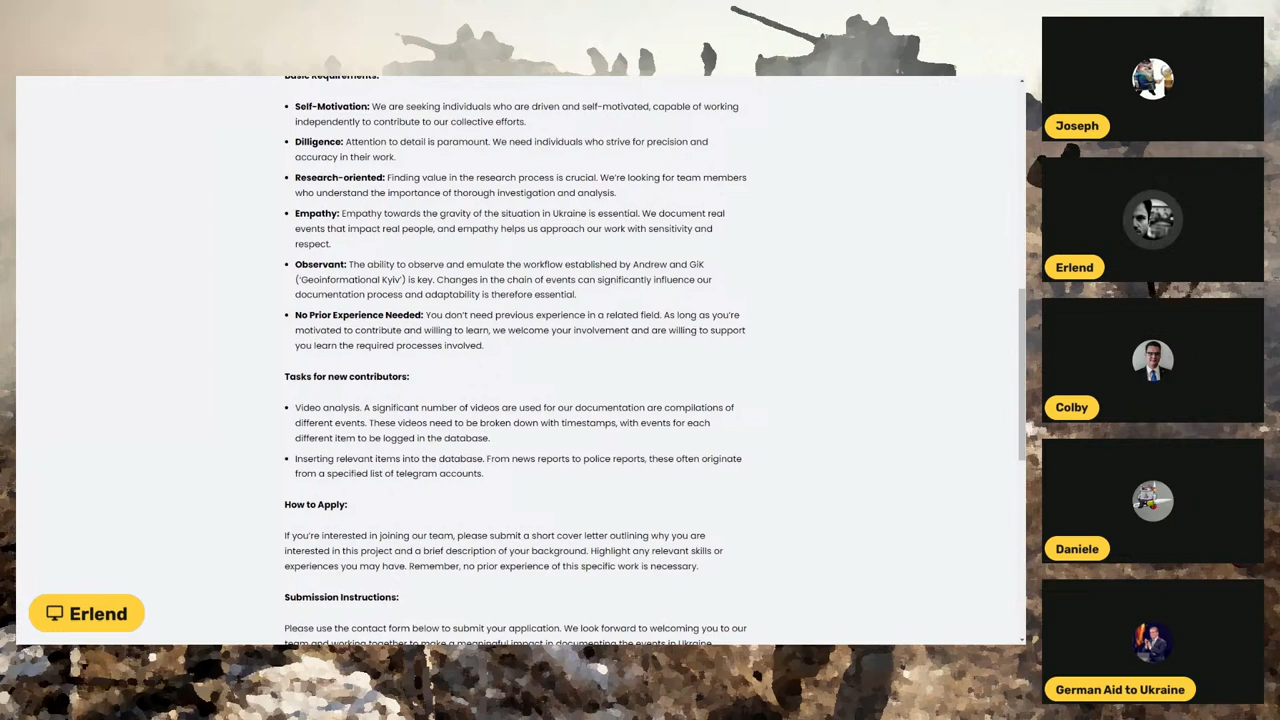 Basic Requirements:
• Self-Motivation: We are seeking individuals who are driven and self-motivated, capable of working
independently to contribute to our collective efforts.
• Dilligence: Attention to detail is paramount. We need individuals who strive for precision and
accuracy in their work.
• Research-oriented: Finding value in the research process is crucial. We're looking for team members
who understand the importance of thorough investigation and analysis.
• Empathy: Empathy towards the gravity of the situation in Ukraine is essential. We document real
events that impact real people, and empathy helps us approach our work with sensitivity and
respect.
• Observant: The ability to observe and emulate the workflow established by Andrew and GiK
('Geoinformational Kyiv') is key. Changes in the chain of events can significantly influence our
documentation process and adaptability is therefore essential.
• No Prior Experience Needed: You don't need previous experience in a related field. As long as you're
motivated to contribute and willing to learn, we welcome your involvement and are willing to support
you learn the required processes involved.
Tasks for new contributors:
• Video analysis. A significant number of videos are used for our documentation are compilations of
different events. These videos need to be broken down with timestamps, with events for each
different item to be logged in the database.
• Inserting relevant items into the database. From news reports to police reports, these often originate
from a specified list of telegram accounts.
How to Apply:
If you're interested in joining our team, please submit a short cover letter outlining why you are
interested in this project and a brief description of your background. Highlight any relevant skills or
experiences you may have. Remember, no prior experience of this specific work is necessary.
Submission Instructions:
Please use the contact form below to submit your application. We look forward to welcoming you to our
team and working together to make a meaningful impact in documenting the events in Ukraine
Erlend
Joseph
Erlend
Colby
Daniele
German Aid to Ukraine